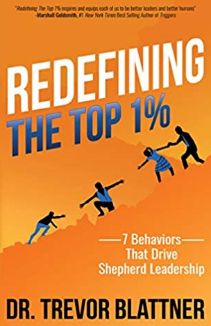 "Redefining The Top 1% inspires and equips each of us to be better leaders and better humans"
-Marshall Goldsmith, #1 New York Times Best Selling Author of Triggers
REDEFINING
THE TOP 1%
7 Behaviors
That Drive
Shepherd Leadership
DR. TREVOR BLATTNER